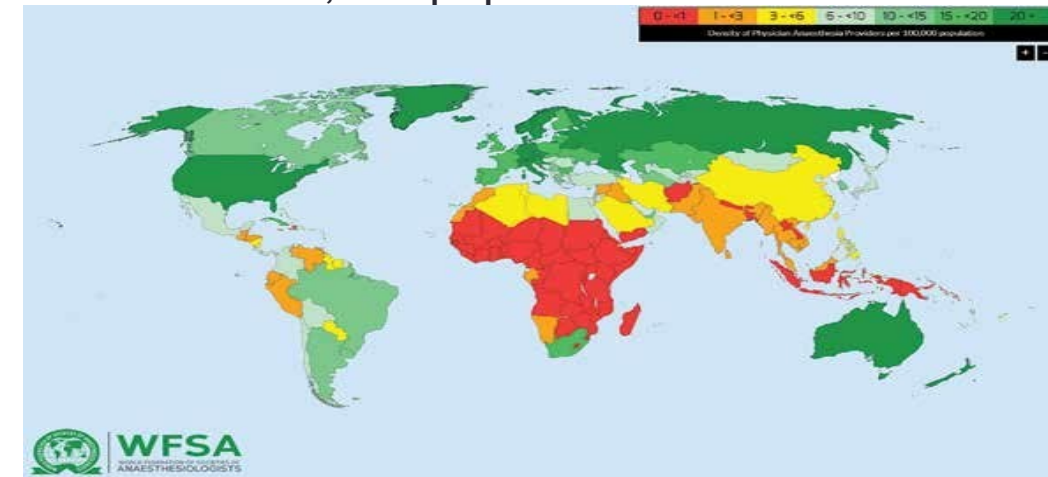 0 - <1 1 - <3 3 - <6 6 - <10 10 - <15 15 - <20 20 +
Density of Physician Anaesthesia Providers per 100,000 population
+ -
WFSA
WORLD FEDERATION OF SOCIETIES OF
ANAESTHESIOLOGISTS